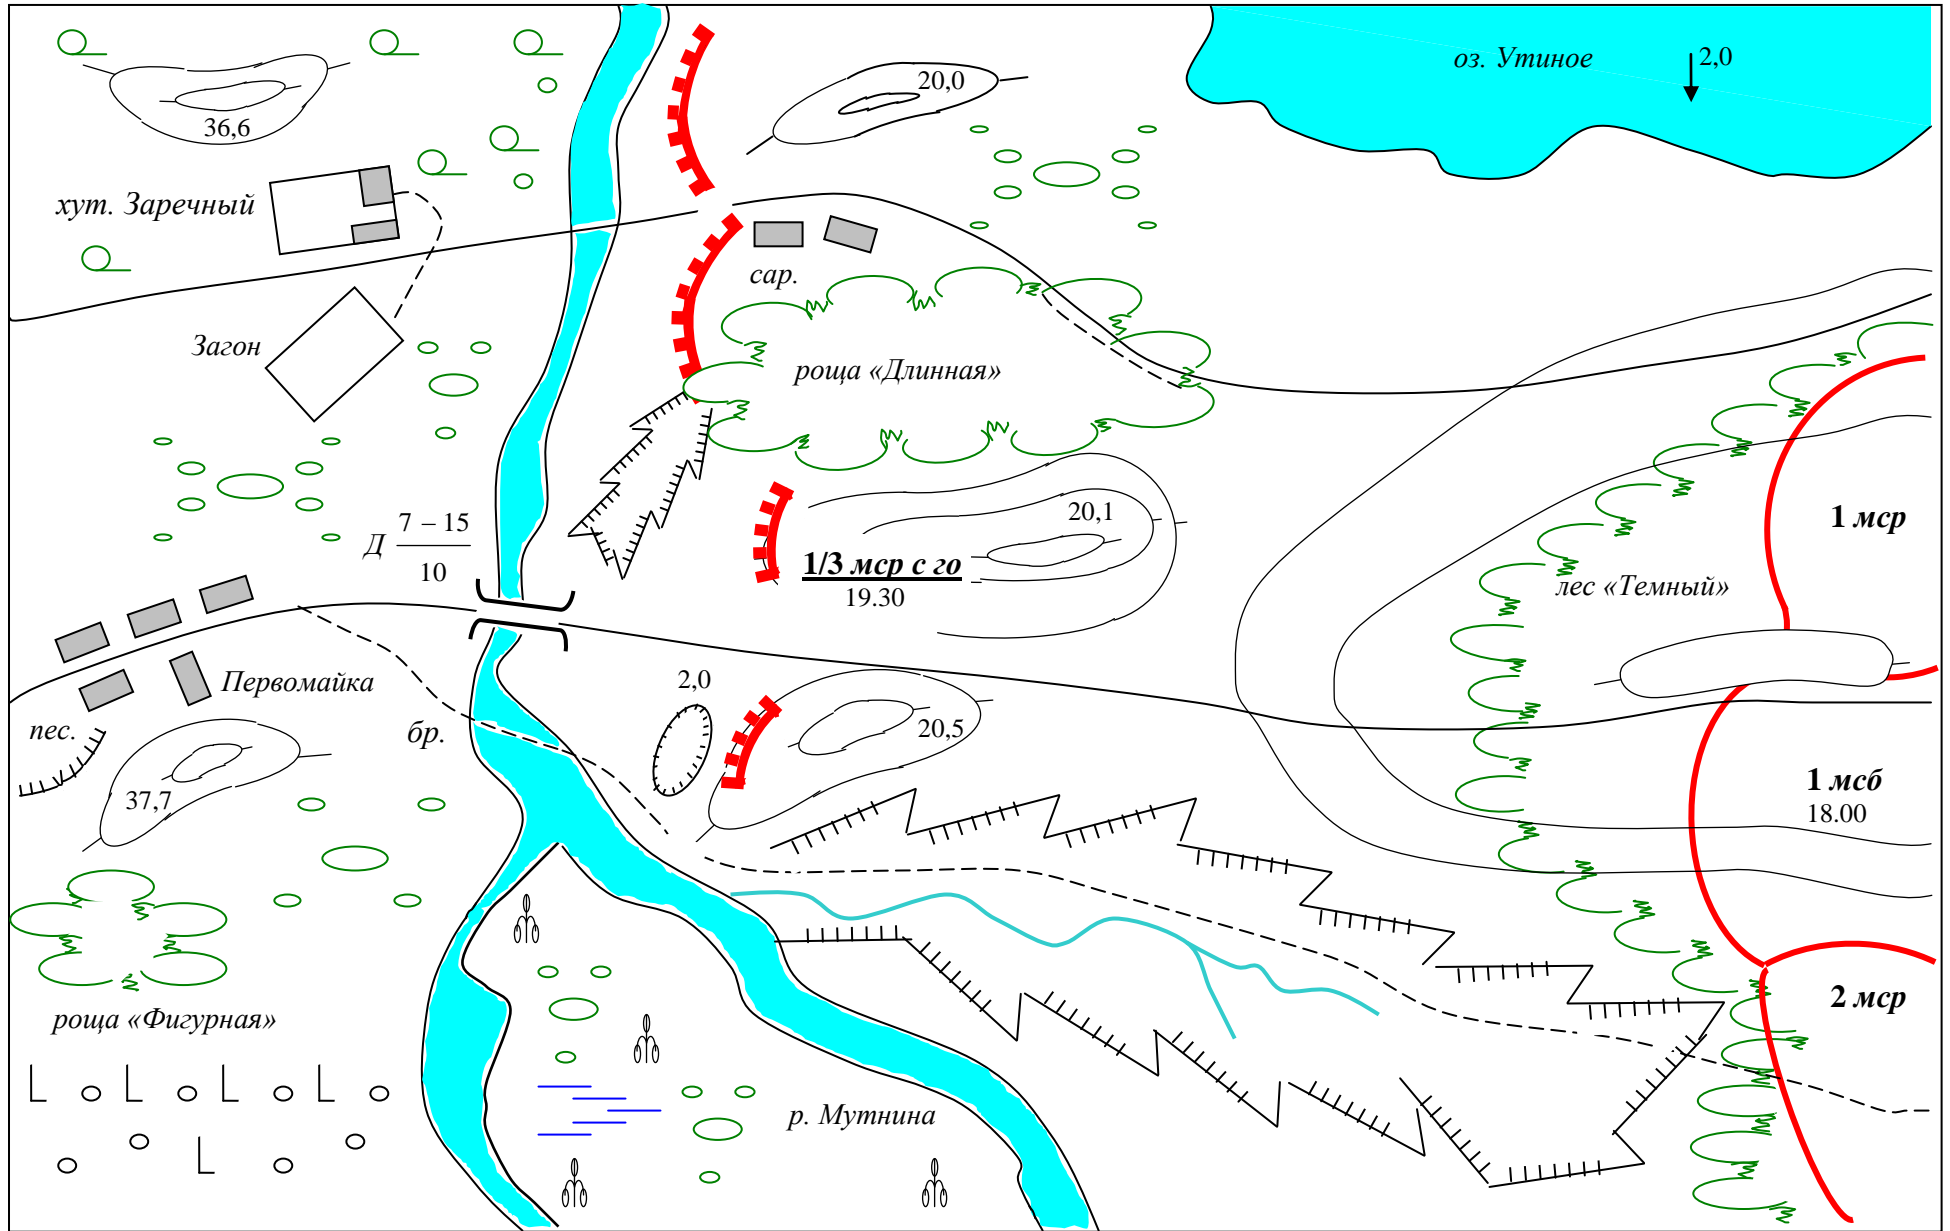 оз. Утиное
2,0
20,0
36,6
хут. Заречный
сар.
Загон
роща «Длинная»
20,1
1 мср
7 – 15
Д
10
1/3 мср с го
19.30
лес «Темный»
Первомайка
2,0
пес.
бр.
20,5
37,7
1 мсб
18.00
2 мср
роща «Фигурная»
р. Мутнина